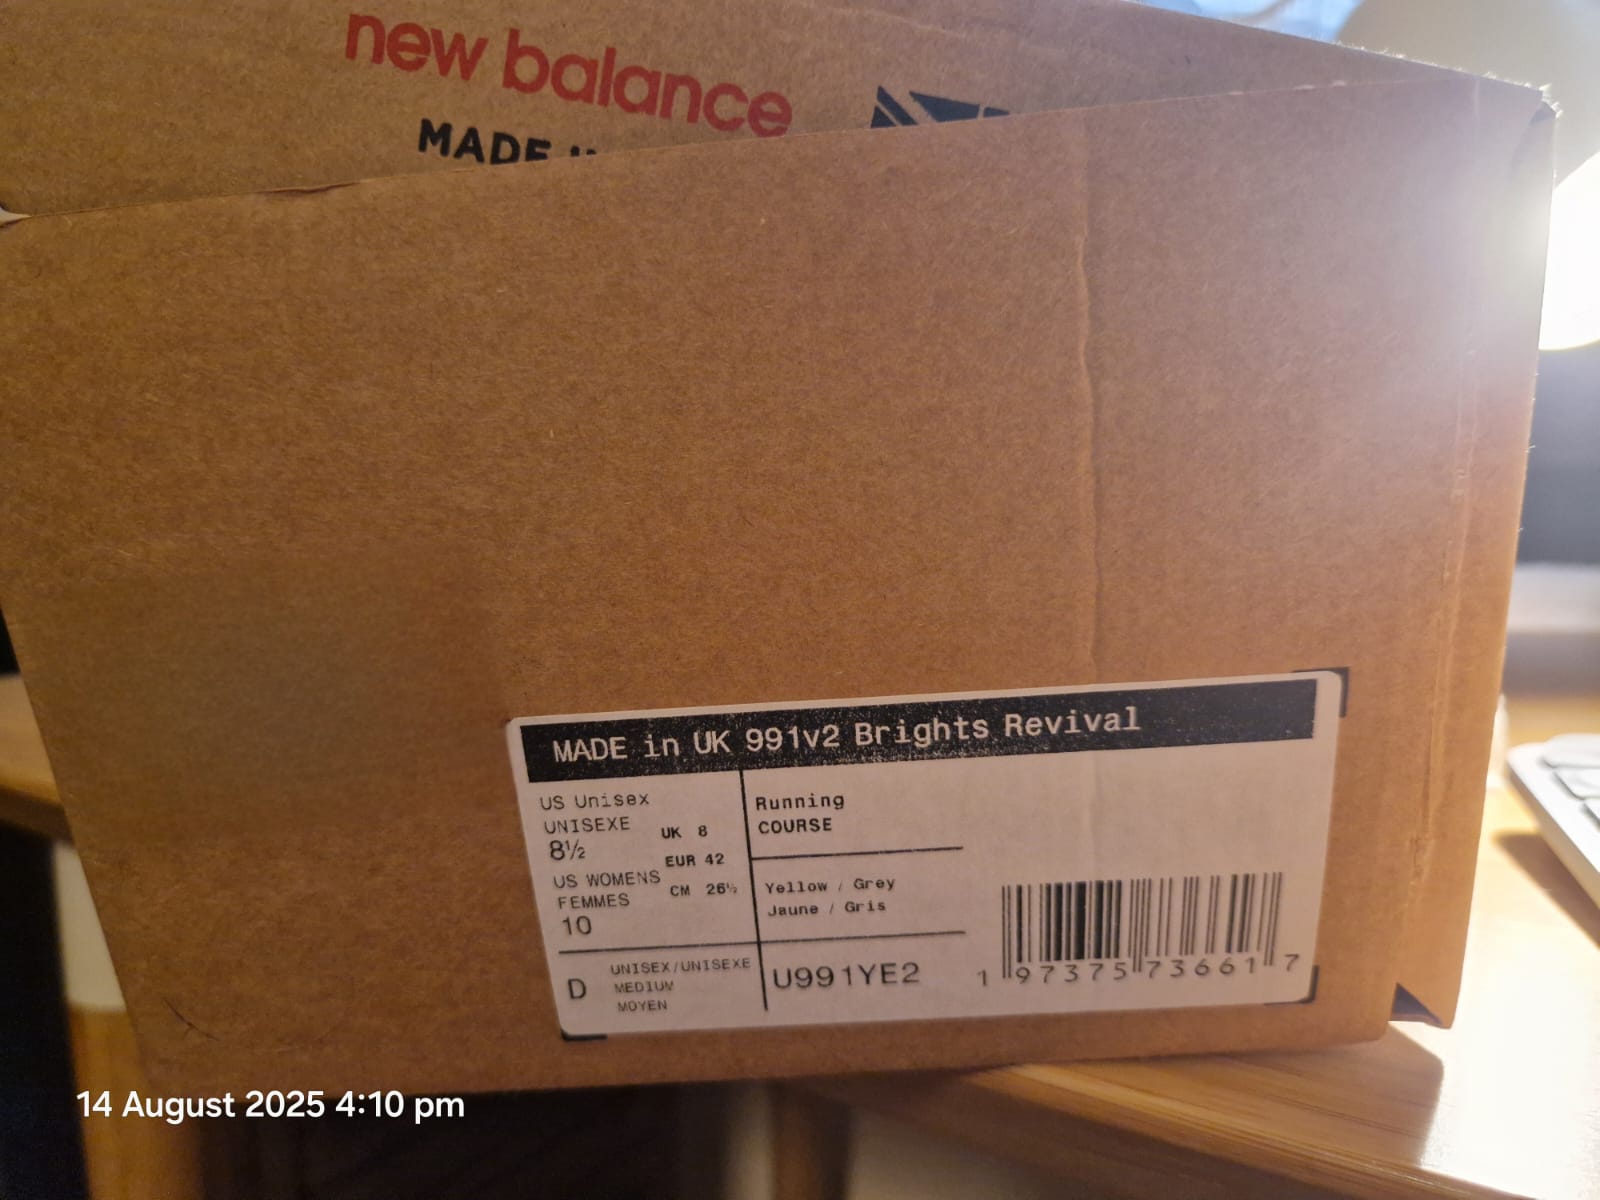 new balance
MADE
MADE in UK 991v2 Brights Revival
US Unisex
UNISEXE
8½
UK 8
EUR 42
CM 26½
US WOMENS
FEMMES
10
Running
COURSE
Yellow / Grey
Jaune / Gris
D
UNISEX/UNISEXE
MEDIUM
MOYEN
U991YE2
1 97375 73661 7
14 August 2025 4:10 pm